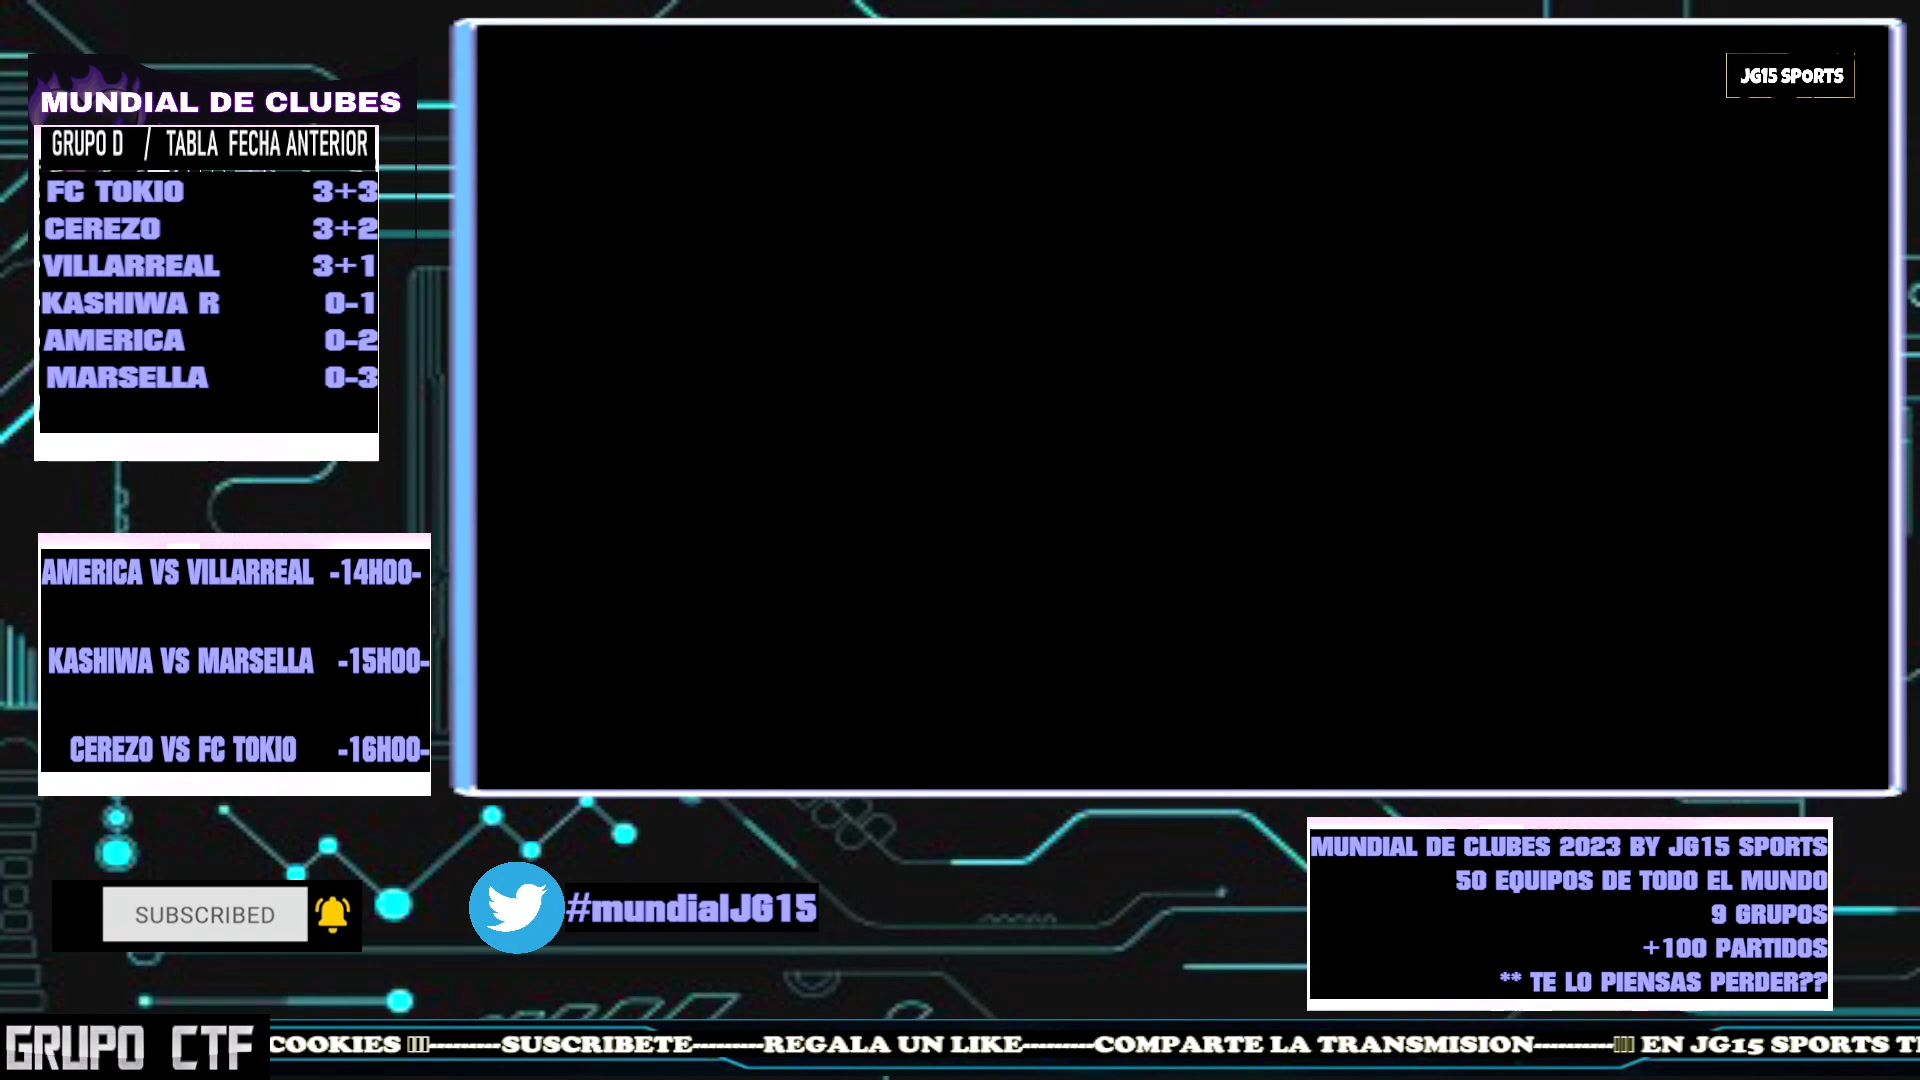 JG15 SPORTS
MUNDIAL DE CLUBES
GRUPO D / TABLA FECHA ANTERIOR
FC TOKIO 3+3
CEREZO 3+2
VILLARREAL 3+1
KASHIWA R 0-1
AMERICA 0-2
MARSELLA 0-3
AMERICA VS VILLARREAL -14H00-
KASHIWA VS MARSELLA -15H00-
CEREZO VS FC TOKIO -16H00-
SUBSCRIBED
#mundialJG15
MUNDIAL DE CLUBES 2023 BY JG15 SPORTS
50 EQUIPOS DE TODO EL MUNDO
9 GRUPOS
+100 PARTIDOS
** TE LO PIENSAS PERDER??
GRUPO CTF
COOKIES ---------SUSCRIBETE---------REGALA UN LIKE---------COMPARTE LA TRANSMISION---------- EN JG15 SPORTS